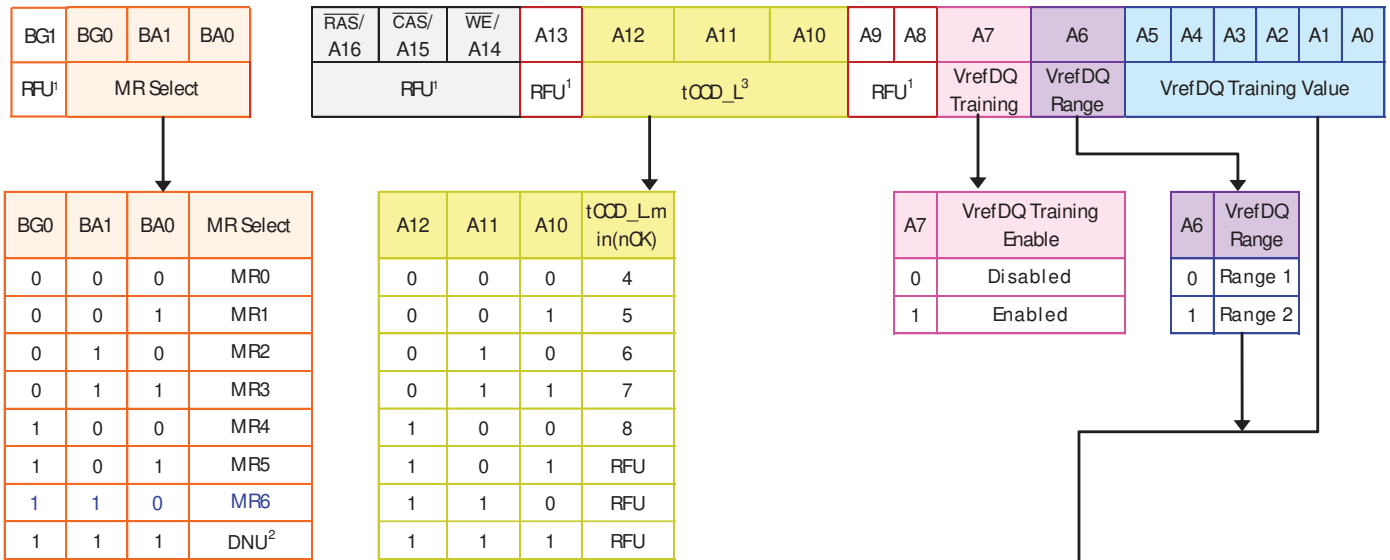 BG1 BG0 BA1 BA0
RFU¹ MR Select
RAS/ A16 CAS/ A15 WE/ A14 A13 A12 A11 A10 A9 A8 A7 A6 A5 A4 A3 A2 A1 A0
RFU¹ RFU¹ tCCD_L³ RFU¹ VrefDQ Training VrefDQ Range VrefDQ Training Value
BG0 BA1 BA0 MR Select
0 0 0 MR0
0 0 1 MR1
0 1 0 MR2
0 1 1 MR3
1 0 0 MR4
1 0 1 MR5
1 1 0 MR6
1 1 1 DNU²
A12 A11 A10 tCCD_L.m
in(nCK)
0 0 0 4
0 0 1 5
0 1 0 6
0 1 1 7
1 0 0 8
1 0 1 RFU
1 1 0 RFU
1 1 1 RFU
A7 VrefDQ Training
Enable
0 Disabled
1 Enabled
A6 VrefDQ
Range
0 Range 1
1 Range 2